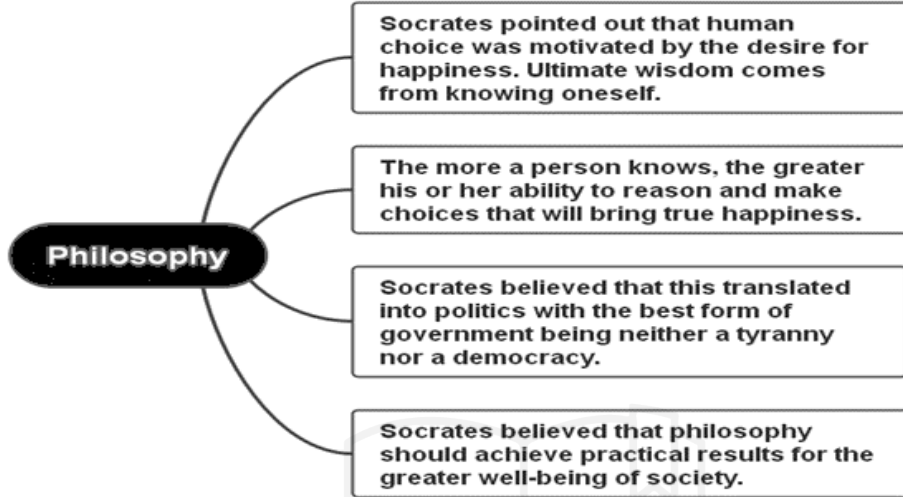 Socrates pointed out that human
choice was motivated by the desire for
happiness. Ultimate wisdom comes
from knowing oneself.
The more a person knows, the greater
his or her ability to reason and make
choices that will bring true happiness.
Philosophy
Socrates believed that this translated
into politics with the best form of
government being neither a tyranny
nor a democracy.
Socrates believed that philosophy
should achieve practical results for the
greater well-being of society.